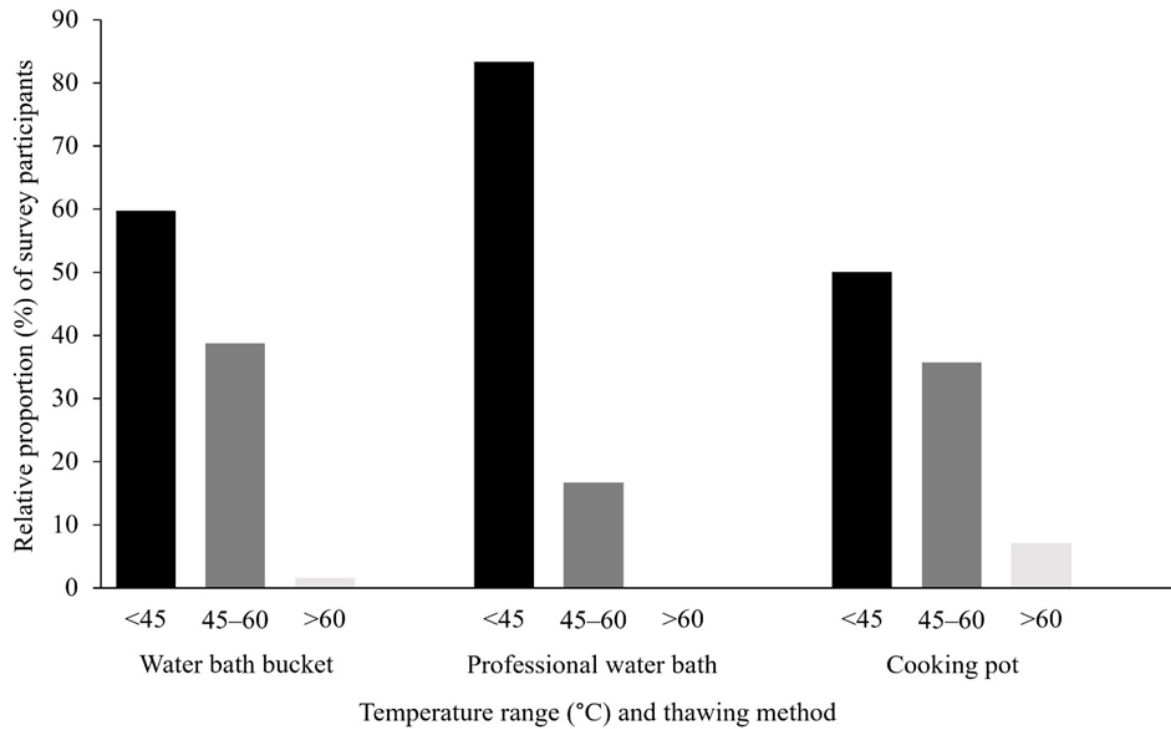 Relative proportion (%) of survey participants
90
80
70
60
50
40
30
20
10
0
<45 45–60 >60 <45 45–60 >60 <45 45–60 >60
Water bath bucket Professional water bath Cooking pot
Temperature range (°C) and thawing method